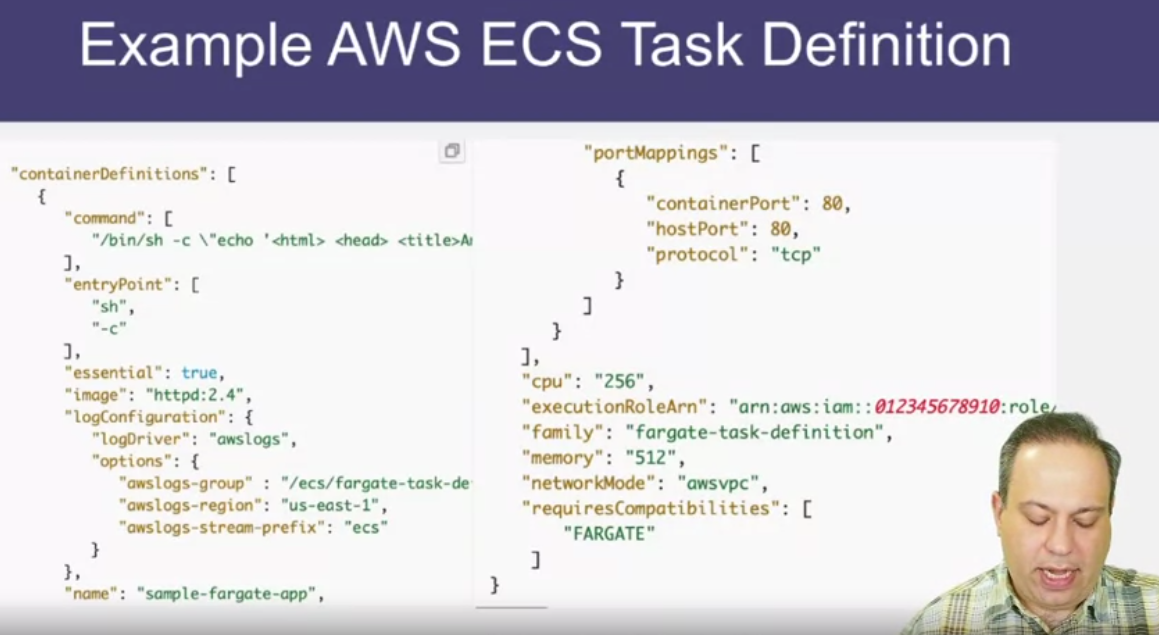 Example AWS ECS Task Definition
"containerDefinitions": [
{
"command": [
"/bin/sh -c \"echo '<html> <head> <title>
],
"entryPoint": [
"sh",
"-c"
],
"essential": true,
"image": "httpd:2.4",
"logConfiguration": {
"logDriver": "awslogs",
"options": {
"awslogs-group" : "/ecs/fargate-task-de
"awslogs-region": "us-east-1",
"awslogs-stream-prefix": "ecs"
}
},
"name": "sample-fargate-app",
"portMappings": [
{
"containerPort": 80,
"hostPort": 80,
"protocol": "tcp"
}
]
}
],
"cpu": "256",
"executionRoleArn": "arn:aws:iam::012345678910:role/
"family": "fargate-task-definition",
"memory": "512",
"networkMode": "awsvpc",
"requiresCompatibilities": [
"FARGATE"
]
}